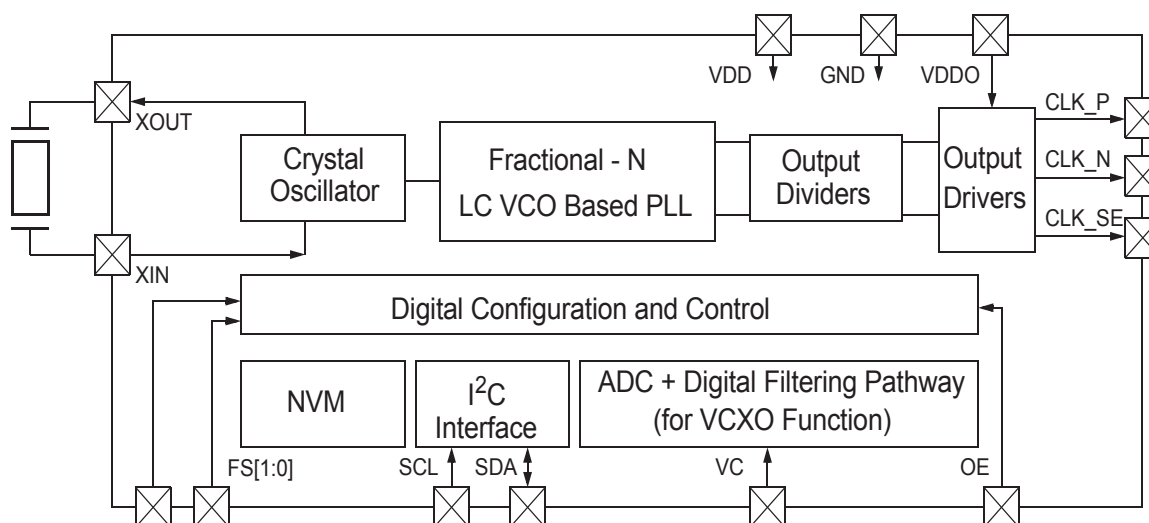 VDD
GND
VDDO
XOUT
CLK_P
Crystal
Oscillator
Fractional - N
LC VCO Based PLL
Output
Dividers
Output
Drivers
CLK_N
CLK_SE
XIN
Digital Configuration and Control
NVM
I²C
Interface
ADC + Digital Filtering Pathway
(for VCXO Function)
FS[1:0]
SCL
SDA
VC
OE